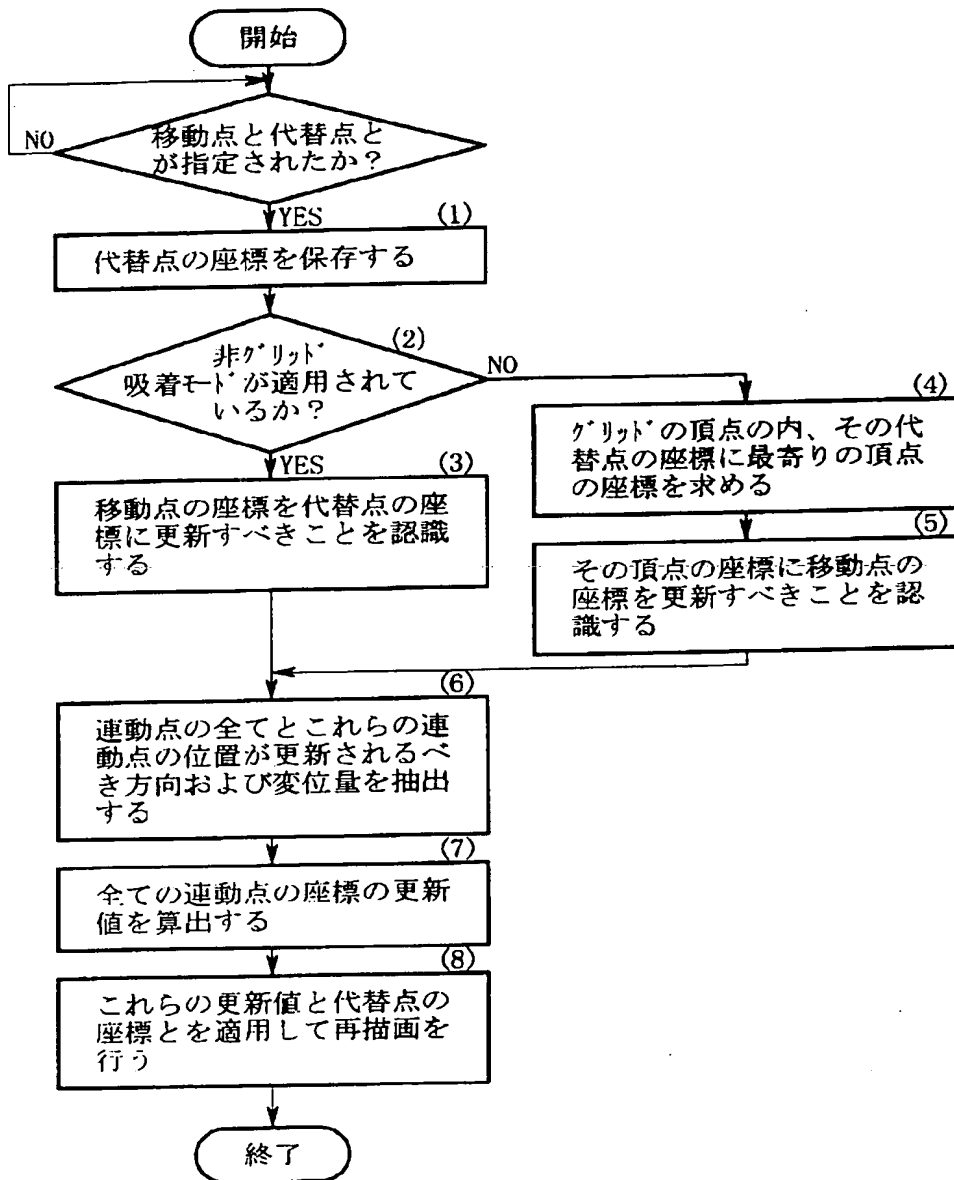 開始
NO
移動点と代替点と
が指定されたか？
YES
(1)
代替点の座標を保存する
(2)
非ｸﾞﾘｯﾄﾞ
吸着ﾓｰﾄﾞが適用されて
いるか？
NO
YES
(3)
移動点の座標を代替点の座
標に更新すべきことを認識
する
(4)
ｸﾞﾘｯﾄﾞの頂点の内、その代
替点の座標に最寄りの頂点
の座標を求める
(5)
その頂点の座標に移動点の
座標を更新すべきことを認
識する
(6)
連動点の全てとこれらの連
動点の位置が更新されるべ
き方向および変位量を抽出
する
(7)
全ての連動点の座標の更新
値を算出する
(8)
これらの更新値と代替点の
座標とを適用して再描画を
行う
終了